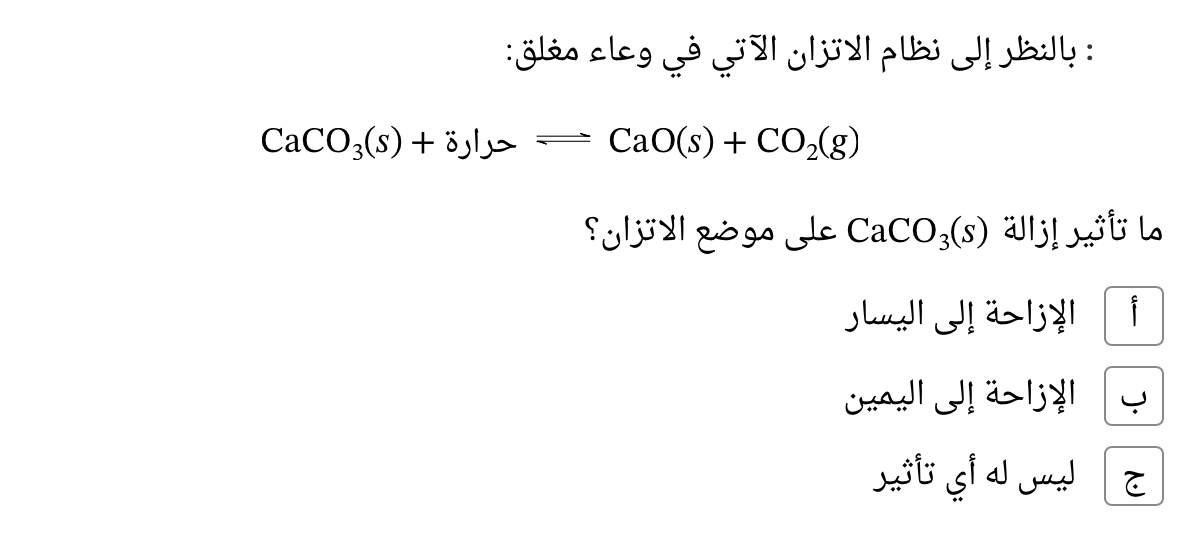 : بالنظر إلى نظام الاتزان الآتي في وعاء مغلق:
CaCO₃(s) + حرارة ⇌ CaO(s) + CO₂(g)
ما تأثير إزالة CaCO₃(s) على موضع الاتزان؟
أ الإزاحة إلى اليسار
ب الإزاحة إلى اليمين
ج ليس له أي تأثير